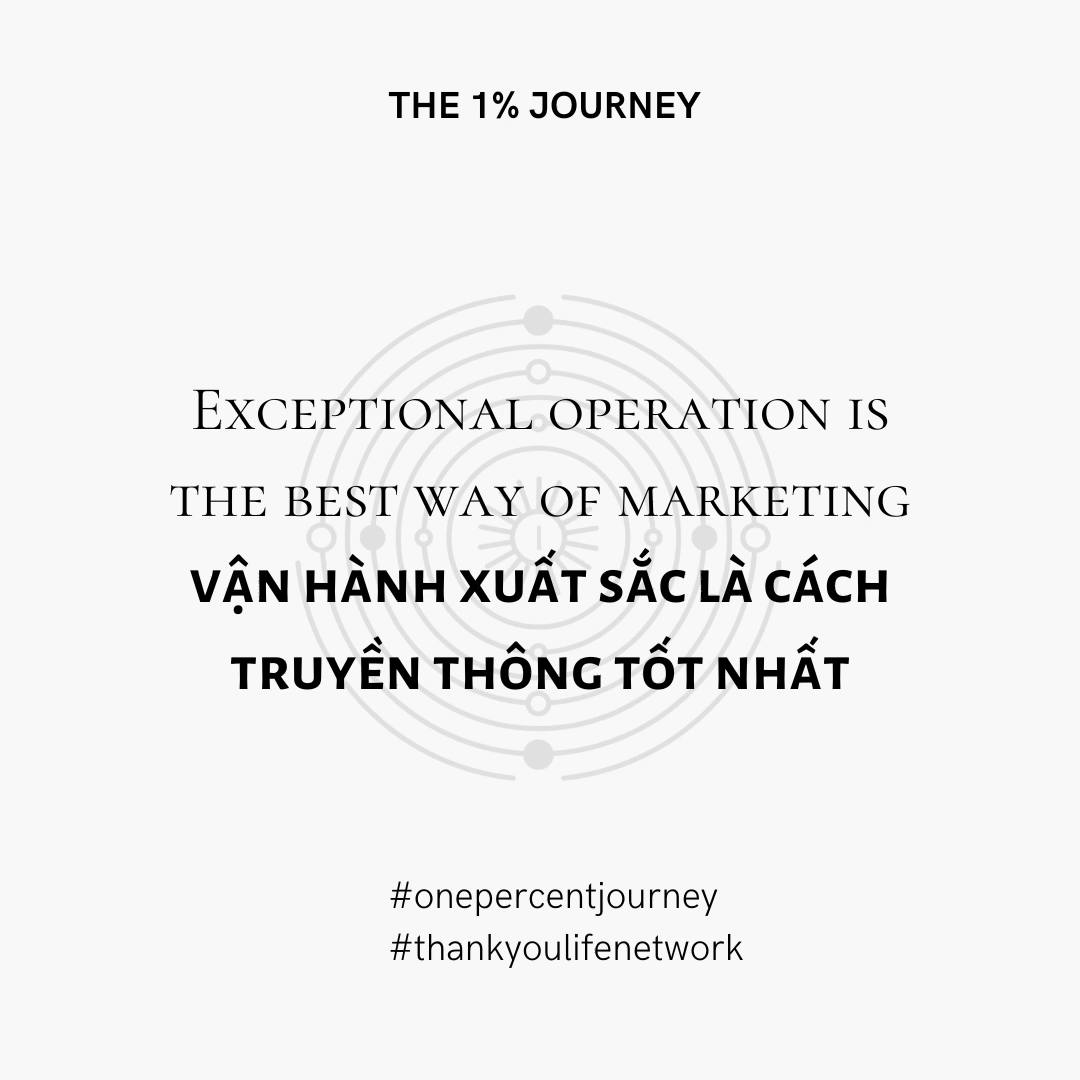 THE 1% JOURNEY
Exceptional operation is
the best way of marketing
VẬN HÀNH XUẤT SẮC LÀ CÁCH
TRUYỀN THÔNG TỐT NHẤT
#onepercentjourney
#thankyoulifenetwork